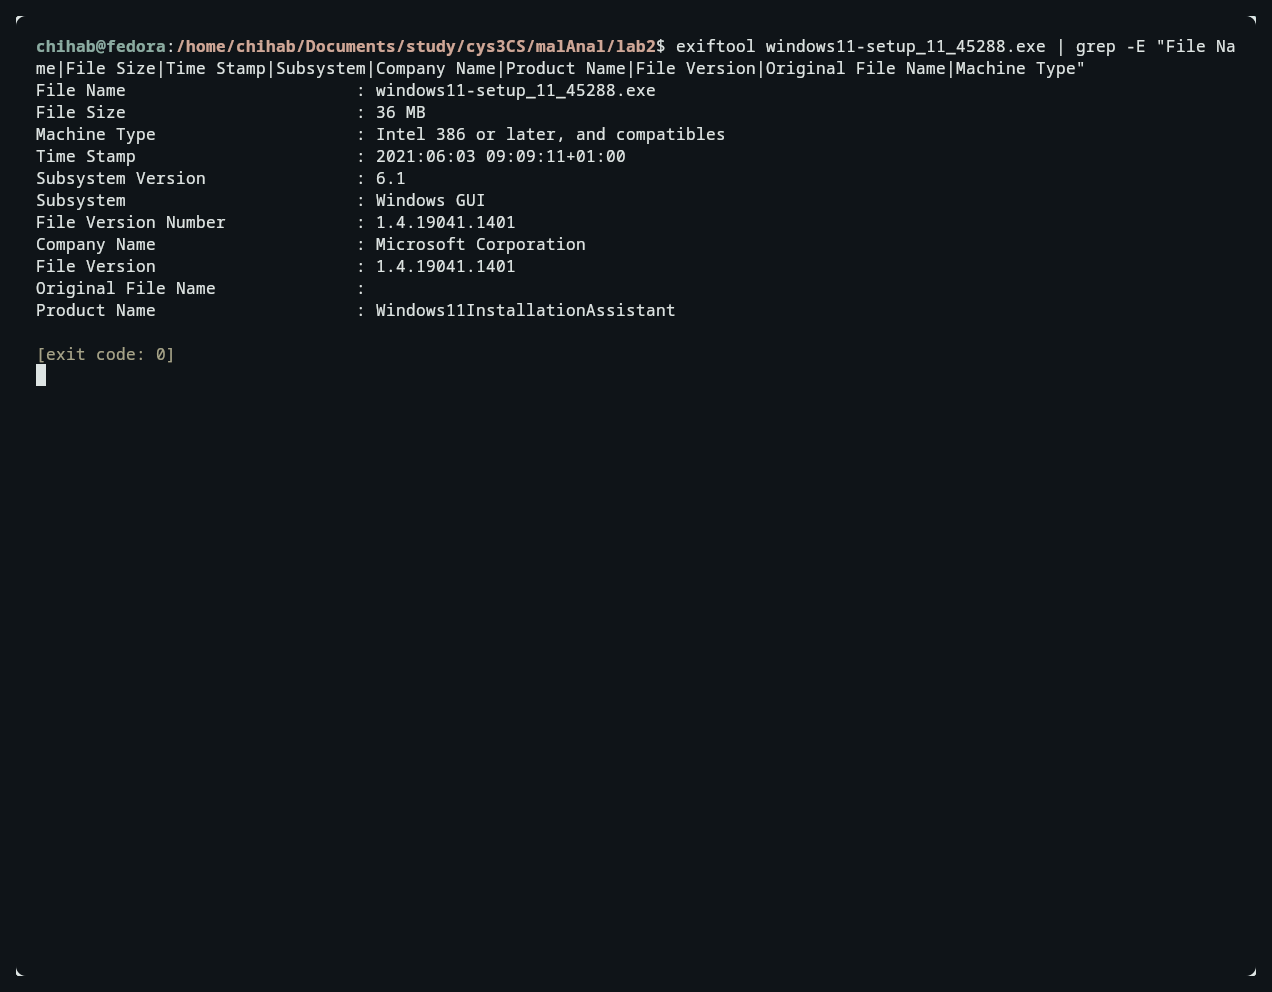 chihab@fedora:/home/chihab/Documents/study/cys3CS/malAnal/lab2$ exiftool windows11-setup_11_45288.exe | grep -E "File Na
me|File Size|Time Stamp|Subsystem|Company Name|Product Name|File Version|Original File Name|Machine Type"
File Name                       : windows11-setup_11_45288.exe
File Size                       : 36 MB
Machine Type                    : Intel 386 or later, and compatibles
Time Stamp                      : 2021:06:03 09:09:11+01:00
Subsystem Version               : 6.1
Subsystem                       : Windows GUI
File Version Number             : 1.4.19041.1401
Company Name                    : Microsoft Corporation
File Version                    : 1.4.19041.1401
Original File Name              :
Product Name                    : Windows11InstallationAssistant
[exit code: 0]